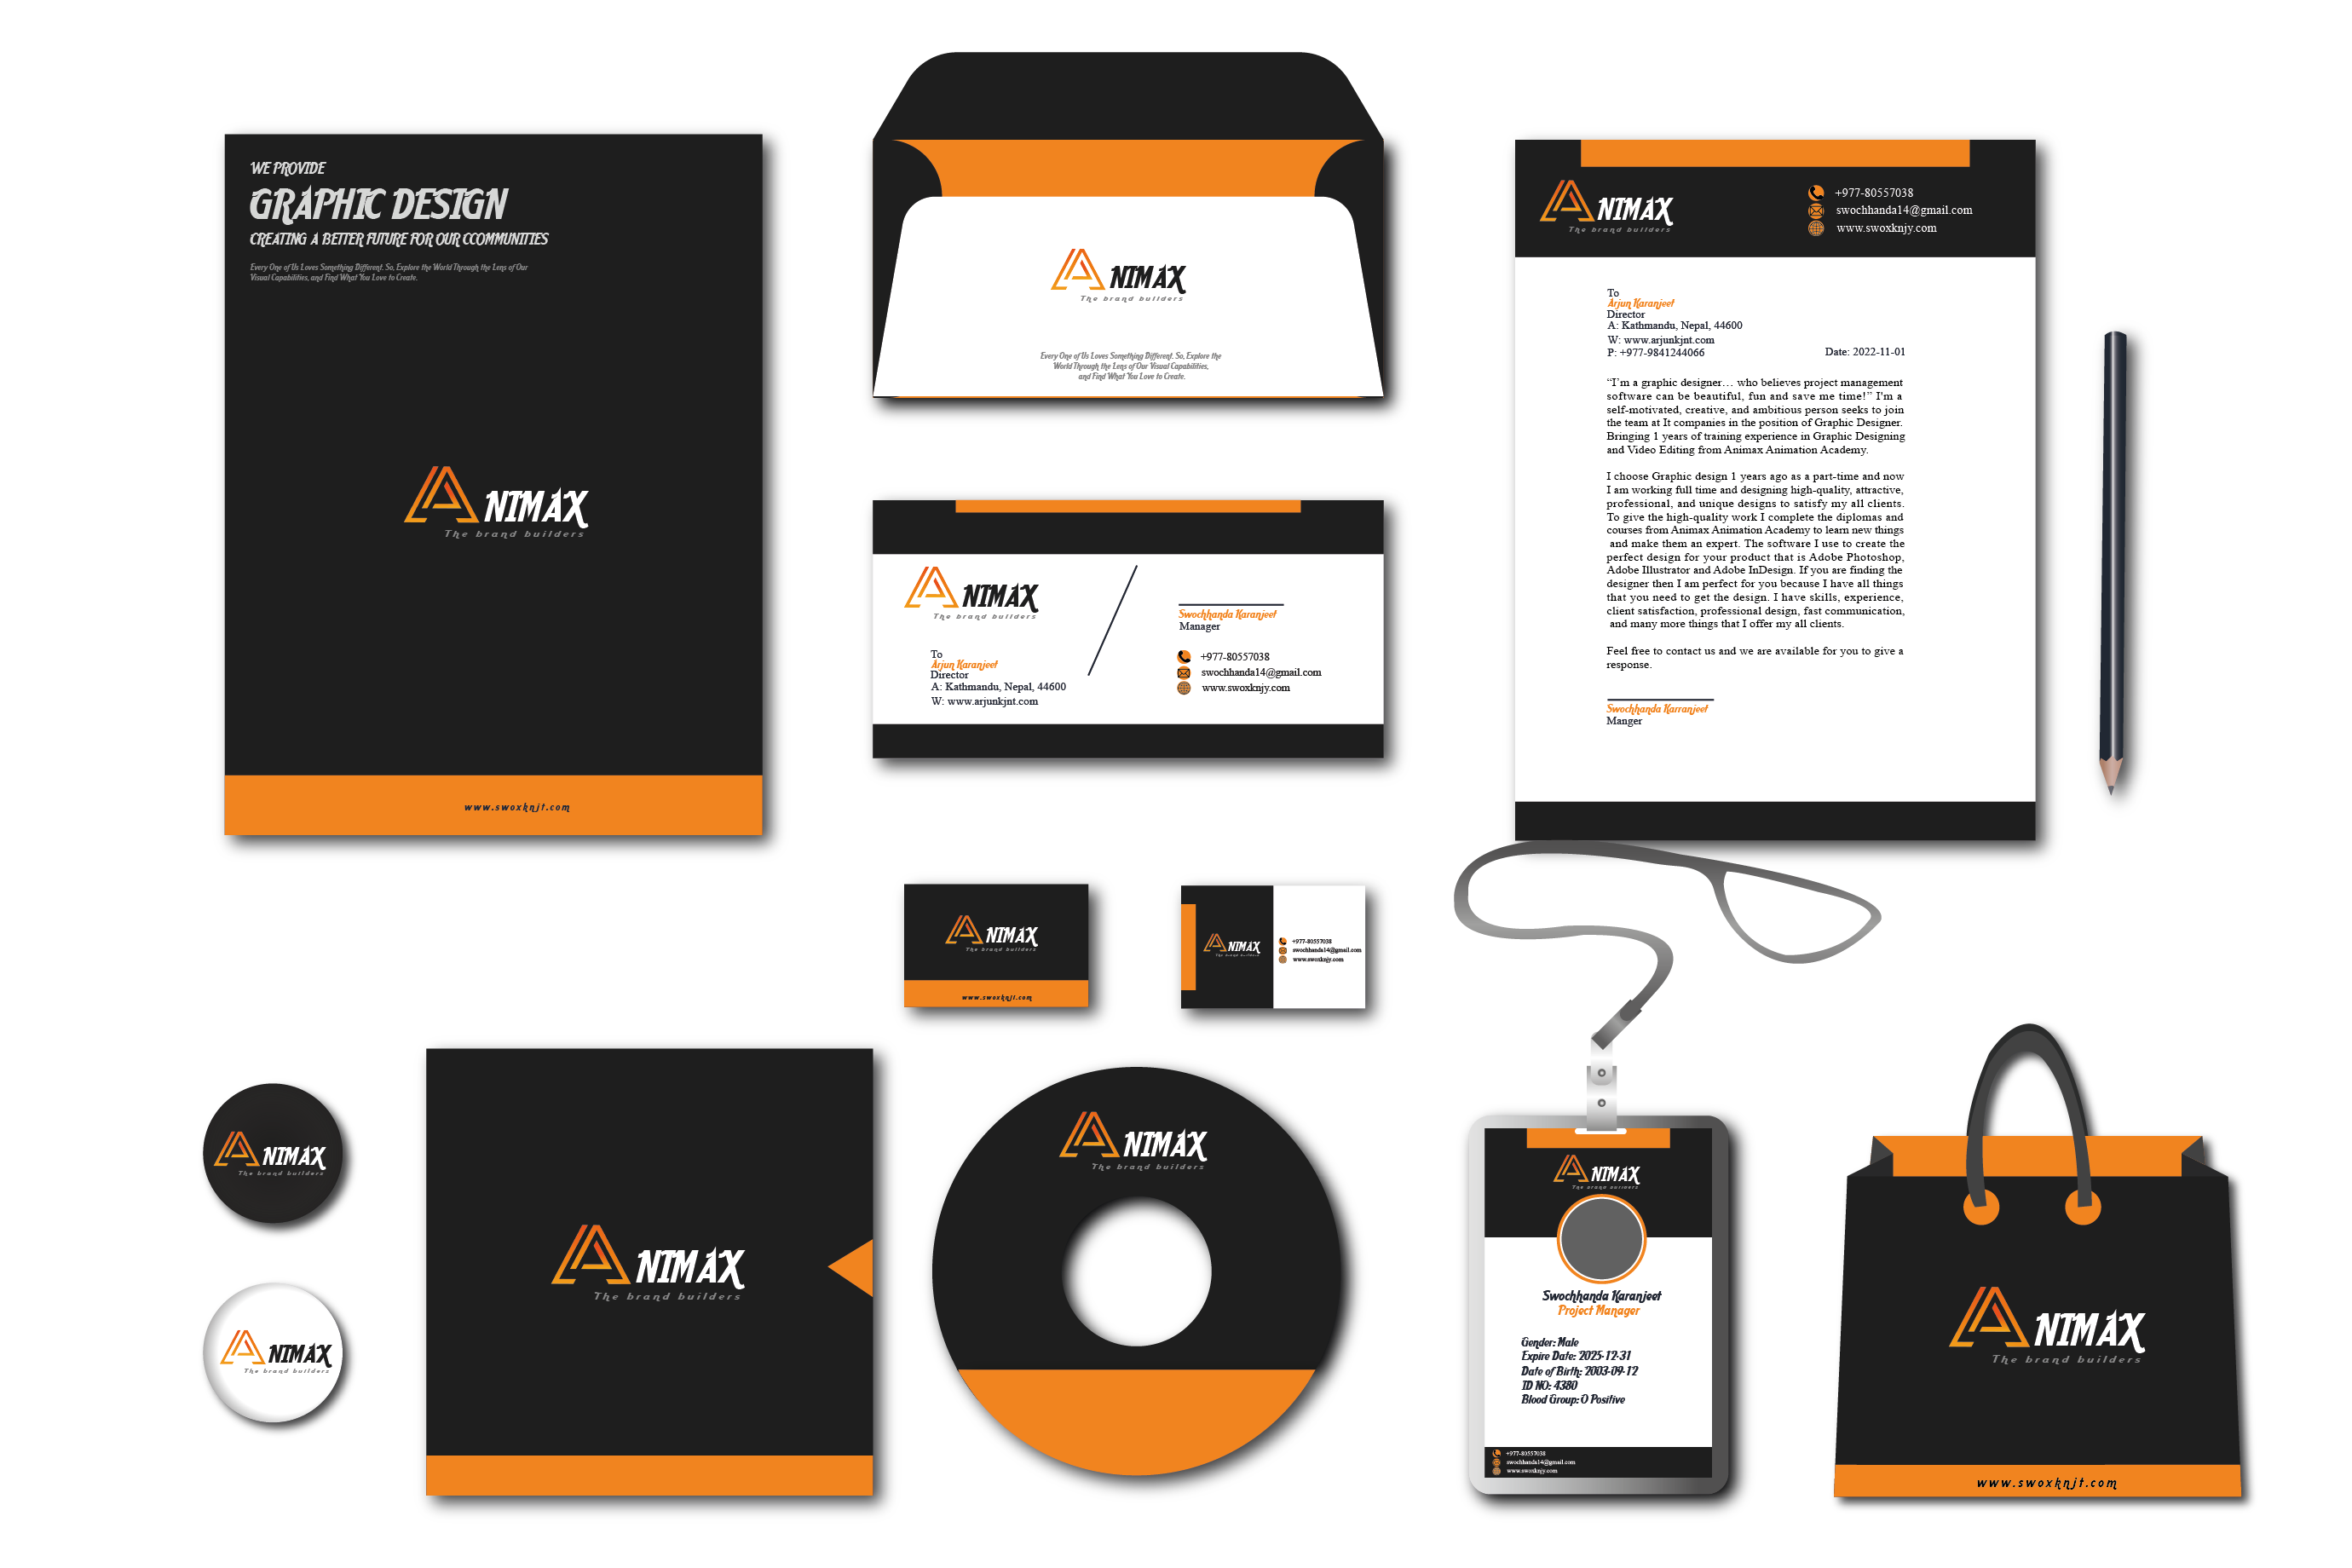 WE PROVIDE
GRAPHIC DESIGN
CREATING A BETTER FUTURE FOR OUR CCOMMUNITIES
Every One of Us Loves Something Different. So, Explore the World Through the Lens of Our
Visual Capabilities, and Find What You Love to Create.
ANIMAX
The brand builders
www.swoxknjt.com
ANIMAX
The brand builders
Every One of Us Loves Something Different. So, Explore the
World Through the Lens of Our Visual Capabilities,
and Find What You Love to Create.
ANIMAX
The brand builders
To
Arjun Karanjeet
Director
A: Kathmandu, Nepal, 44600
W: www.arjunkjnt.com
Swochhanda Karanjeet
Manager
+977-80557038
swochhanda14@gmail.com
www.swoxknjy.com
ANIMAX
The brand builders
+977-80557038
swochhanda14@gmail.com
www.swoxknjy.com
To
Arjun Karanjeet
Director
A: Kathmandu, Nepal, 44600
W: www.arjunkjnt.com
P: +977-9841244066
Date: 2022-11-01
“I'm a graphic designer… who believes project management
software can be beautiful, fun and save me time!” I'm a
self-motivated, creative, and ambitious person seeks to join
the team at It companies in the position of Graphic Designer.
Bringing 1 years of training experience in Graphic Designing
and Video Editing from Animax Animation Academy.
I choose Graphic design 1 years ago as a part-time and now
I am working full time and designing high-quality, attractive,
professional, and unique designs to satisfy my all clients.
To give the high-quality work I complete the diplomas and
courses from Animax Animation Academy to learn new things
and make them an expert. The software I use to create the
perfect design for your product that is Adobe Photoshop,
Adobe Illustrator and Adobe InDesign. If you are finding the
designer then I am perfect for you because I have all things
that you need to get the design. I have skills, experience,
client satisfaction, professional design, fast communication,
and many more things that I offer my all clients.
Feel free to contact us and we are available for you to give a
response.
Swochhanda Karranjeet
Manger
ANIMAX
The brand builders
www.swoxknjt.com
ANIMAX
The brand builders
+977-80557038
swochhanda14@gmail.com
www.swoxknjy.com
ANIMAX
The brand builders
ANIMAX
The brand builders
ANIMAX
The brand builders
ANIMAX
The brand builders
ANIMAX
The brand builders
Swochhanda Karanjeet
Project Manager
Gender: Male
Expire Date: 2025-12-31
Date of Birth: 2003-09-12
ID NO: 4380
Blood Group: O Positive
+977-80557038
swochhanda14@gmail.com
www.swoxknjy.com
ANIMAX
The brand builders
www.swoxknjt.com